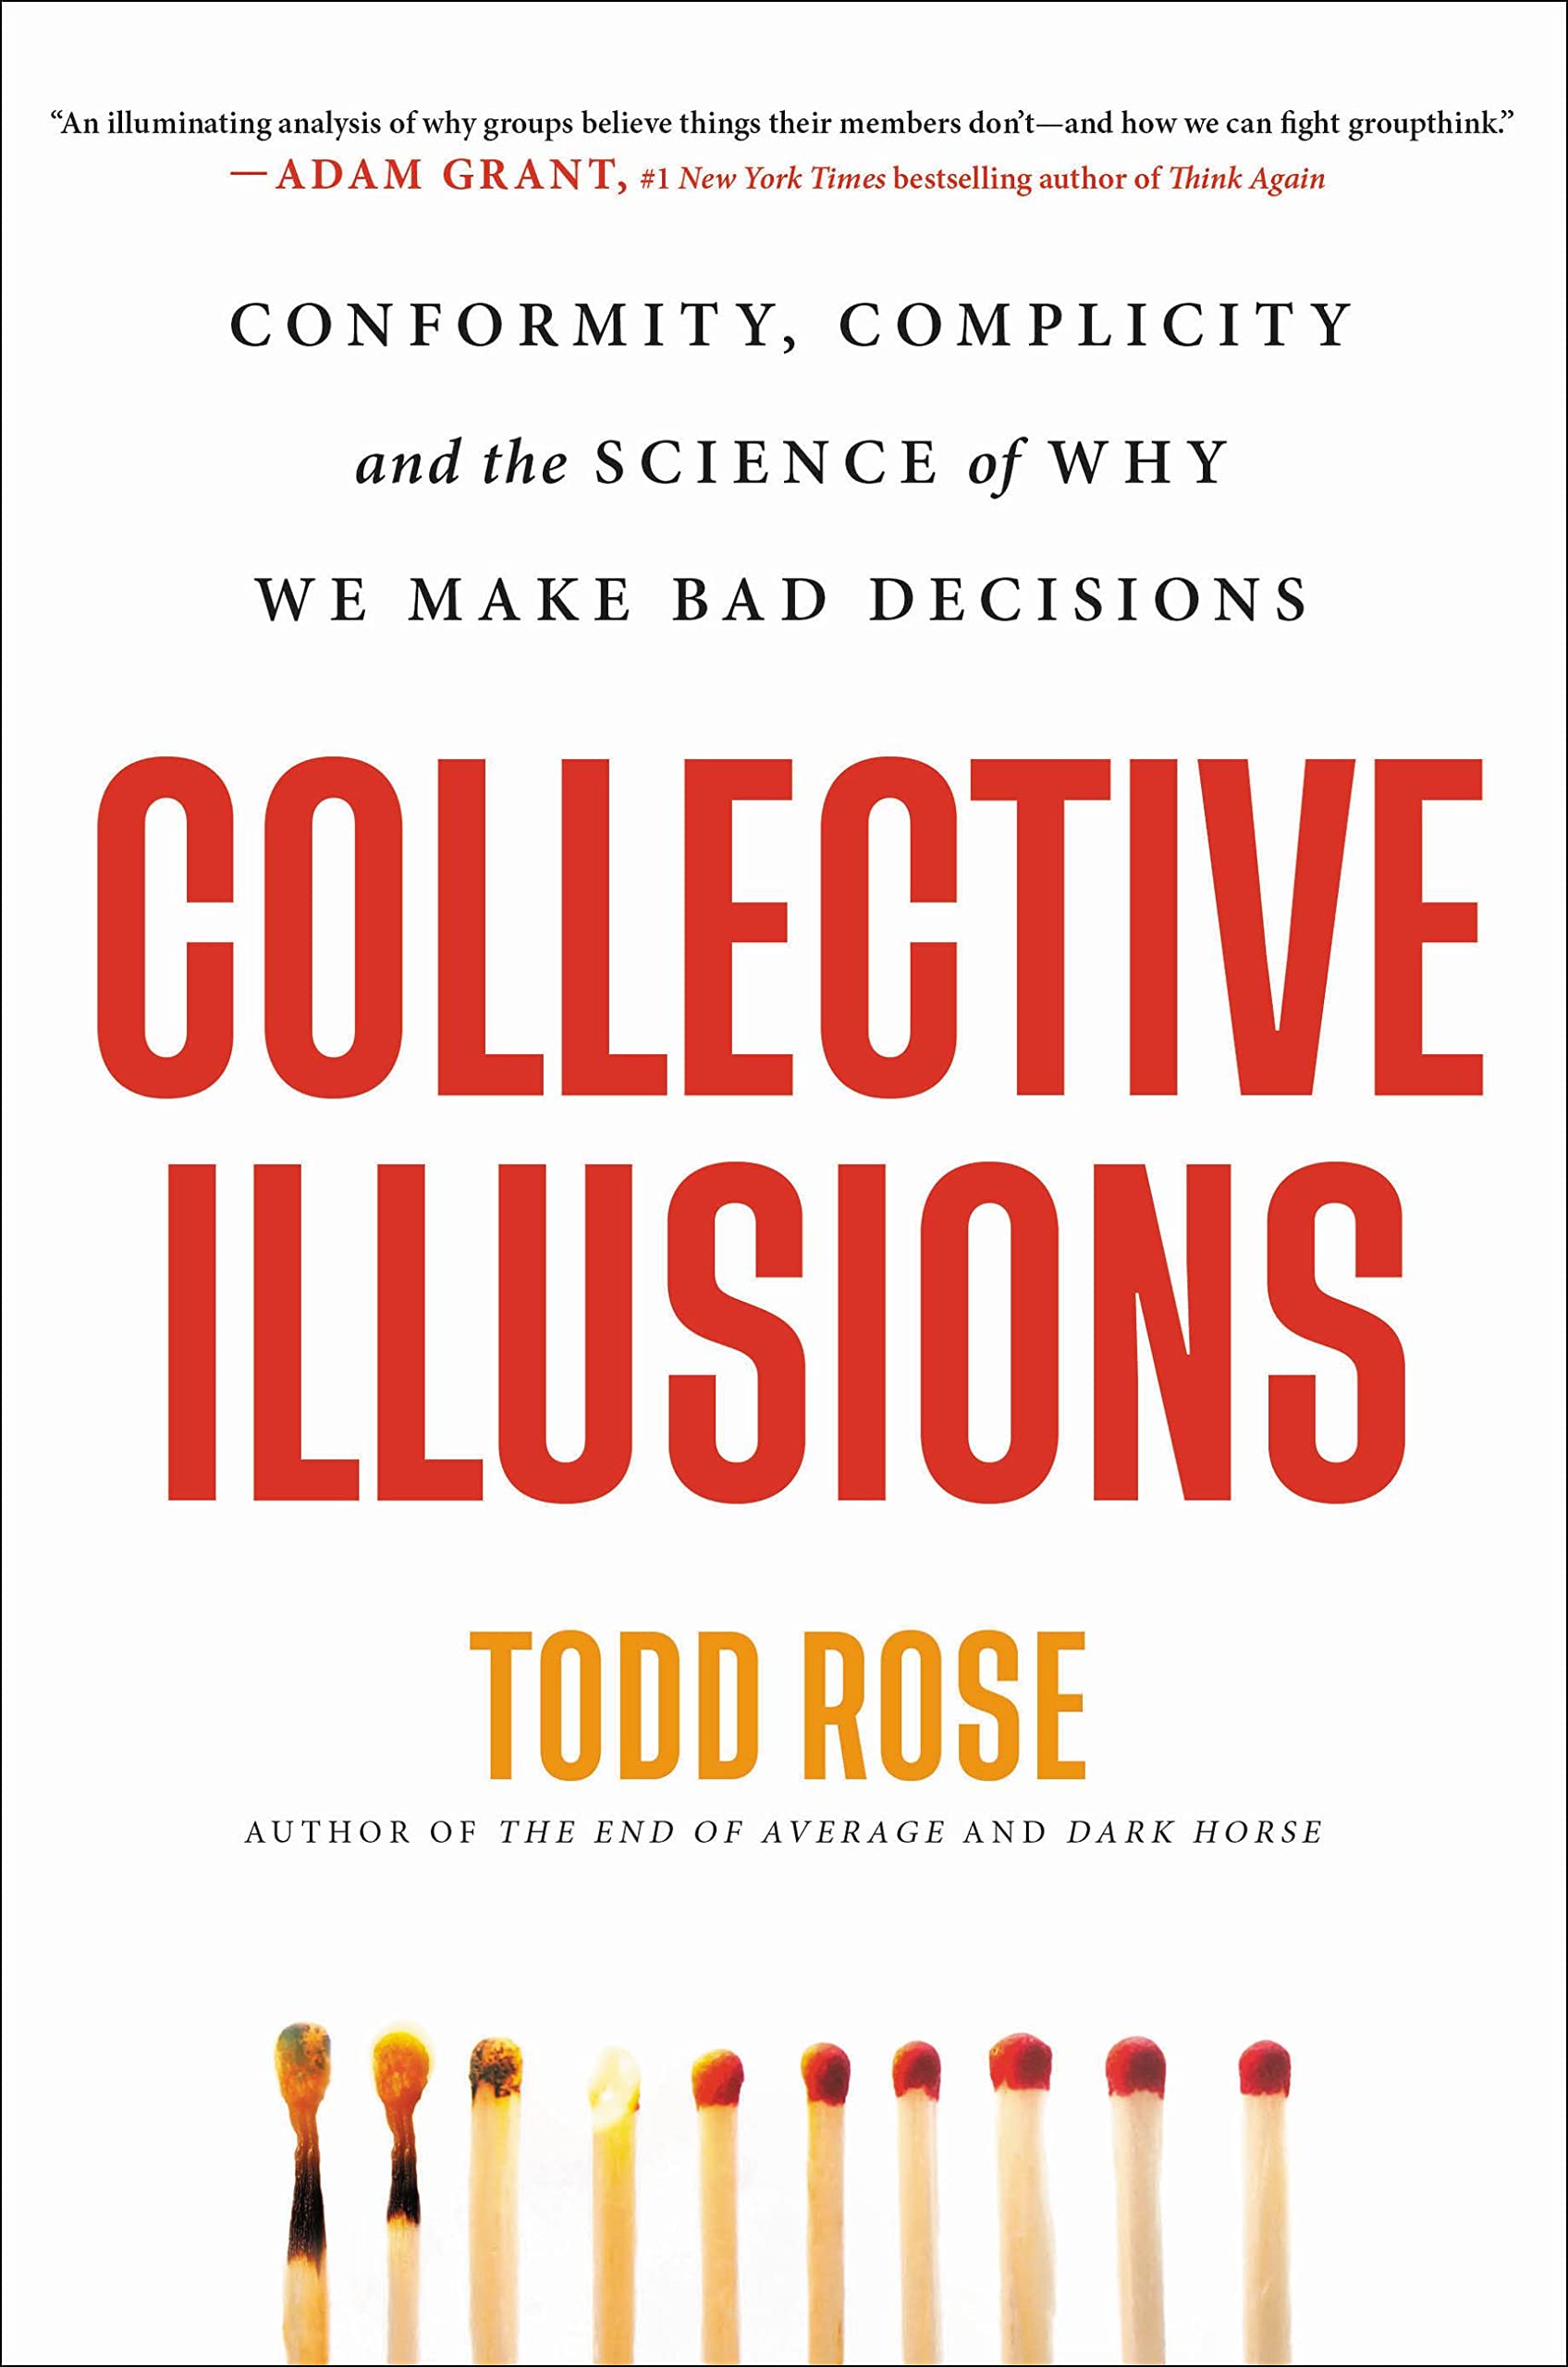 “An illuminating analysis of why groups believe things their members don’t—and how we can fight groupthink.”
—ADAM GRANT, #1 New York Times bestselling author of Think Again
CONFORMITY, COMPLICITY
and the SCIENCE of WHY
WE MAKE BAD DECISIONS
COLLECTIVE
ILLUSIONS
TODD ROSE
AUTHOR OF THE END OF AVERAGE AND DARK HORSE